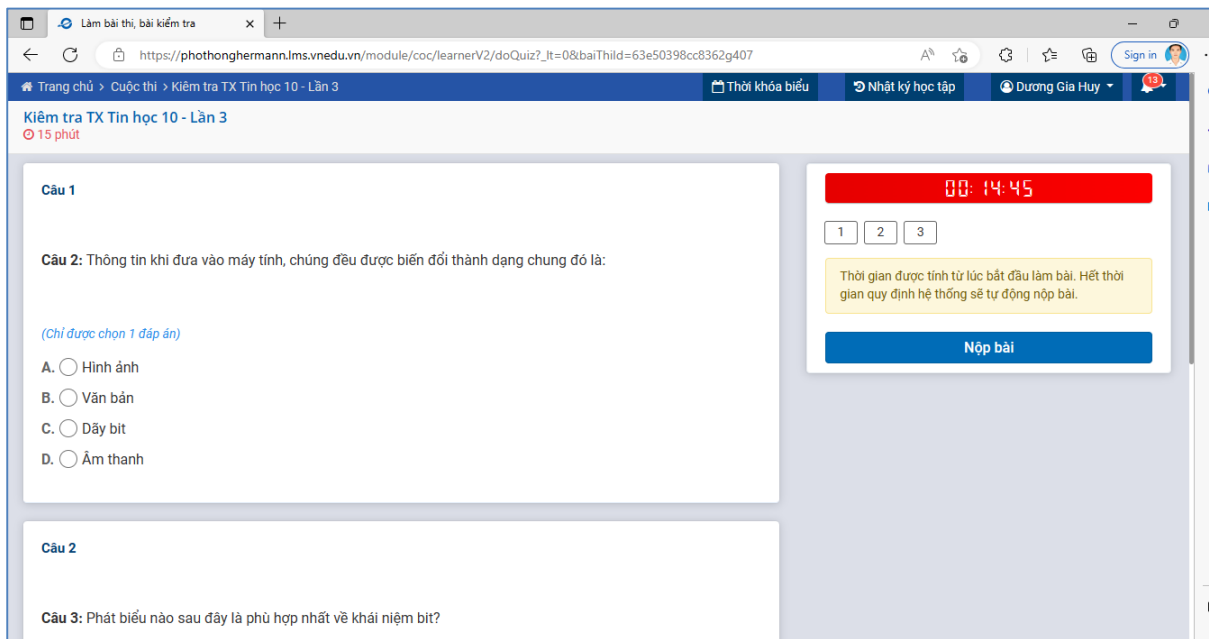 Làm bài thi, bài kiểm tra
https://phothonghermann.lms.vnedu.vn/module/coc/learnerV2/doQuiz?_lt=0&baiThiId=63e50398cc8362g407
Sign in
Trang chủ > Cuộc thi > Kiêm tra TX Tin học 10 - Lần 3
Thời khóa biểu
Nhật ký học tập
Dương Gia Huy
13
Kiêm tra TX Tin học 10 - Lần 3
15 phút
Câu 1
Câu 2: Thông tin khi đưa vào máy tính, chúng đều được biến đổi thành dạng chung đó là:
(Chỉ được chọn 1 đáp án)
A. Hình ảnh
B. Văn bản
C. Dãy bit
D. Âm thanh
00:14:45
1 2 3
Thời gian được tính từ lúc bắt đầu làm bài. Hết thời
gian quy định hệ thống sẽ tự động nộp bài.
Nộp bài
Câu 2
Câu 3: Phát biểu nào sau đây là phù hợp nhất về khái niệm bit?